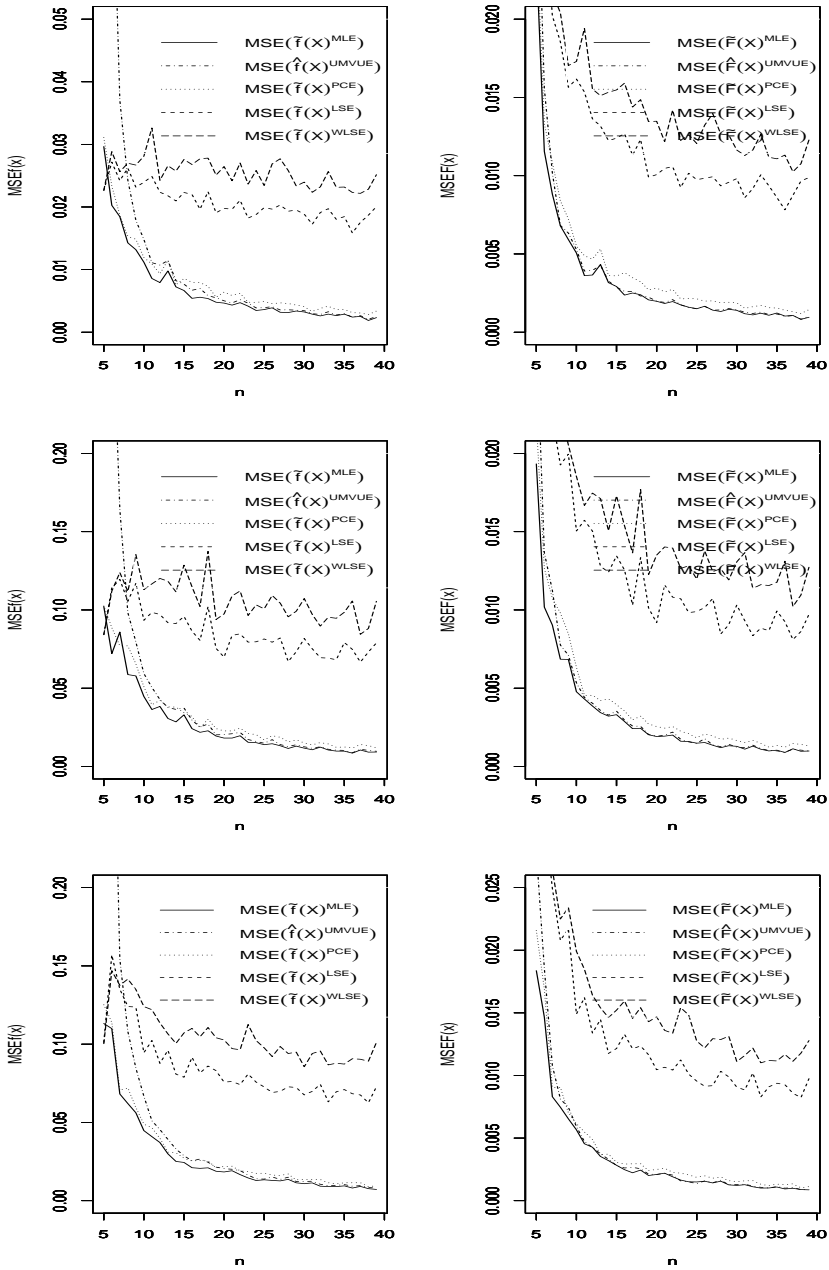 MSEf(x)
0.05
0.04
0.03
0.02
0.01
0.00
MSE(f̃(x)^MLE)
MSE(f̂(x)^UMVUE)
MSE(f̃(x)^PCE)
MSE(f̃(x)^LSE)
MSE(f̃(x)^WLSE)
5 10 15 20 25 30 35 40
n
MSEF(x)
0.020
0.015
0.010
0.005
0.000
MSE(F̃(x)^MLE)
MSE(F̂(x)^UMVUE)
MSE(F̃(x)^PCE)
MSE(F̃(x)^LSE)
MSE(F̃(x)^WLSE)
5 10 15 20 25 30 35 40
n
MSEf(x)
0.20
0.15
0.10
0.05
0.00
MSE(f̃(x)^MLE)
MSE(f̂(x)^UMVUE)
MSE(f̃(x)^PCE)
MSE(f̃(x)^LSE)
MSE(f̃(x)^WLSE)
5 10 15 20 25 30 35 40
n
MSEF(x)
0.020
0.015
0.010
0.005
0.000
MSE(F̃(x)^MLE)
MSE(F̂(x)^UMVUE)
MSE(F̃(x)^PCE)
MSE(F̃(x)^LSE)
MSE(F̃(x)^WLSE)
5 10 15 20 25 30 35 40
n
MSEf(x)
0.20
0.15
0.10
0.05
0.00
MSE(f̃(x)^MLE)
MSE(f̂(x)^UMVUE)
MSE(f̃(x)^PCE)
MSE(f̃(x)^LSE)
MSE(f̃(x)^WLSE)
5 10 15 20 25 30 35 40
n
MSEF(x)
0.025
0.020
0.015
0.010
0.005
0.000
MSE(F̃(x)^MLE)
MSE(F̂(x)^UMVUE)
MSE(F̃(x)^PCE)
MSE(F̃(x)^LSE)
MSE(F̃(x)^WLSE)
5 10 15 20 25 30 35 40
n